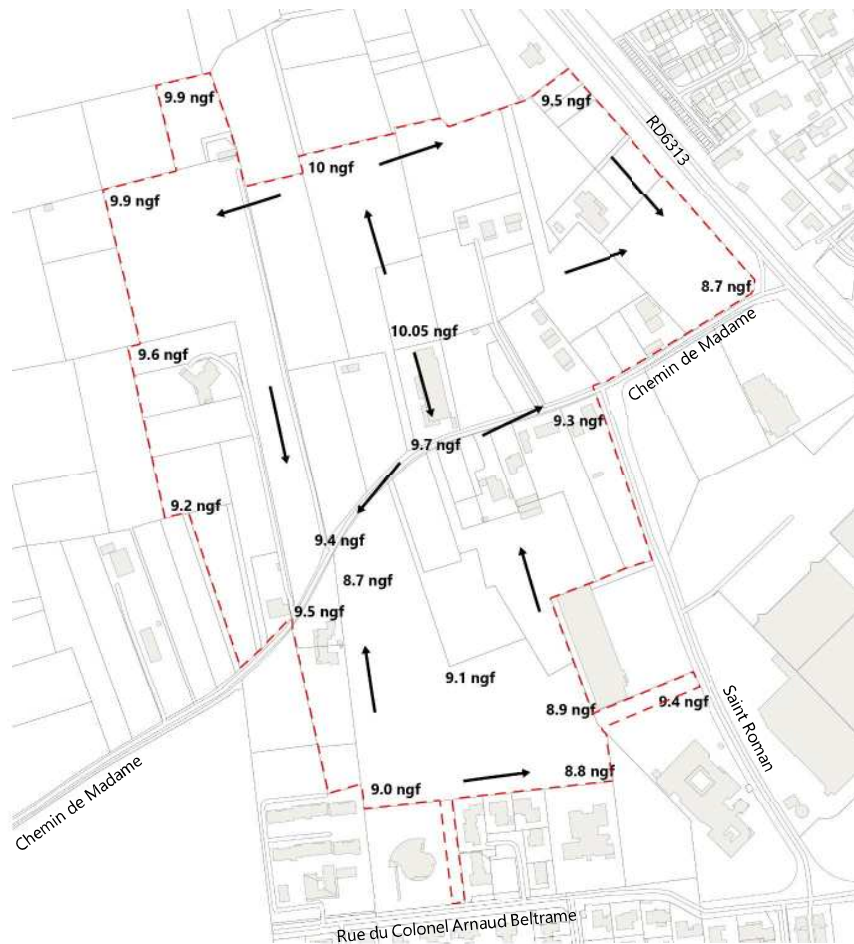 9.9 ngf
9.5 ngf
RD6313
10 ngf
9.9 ngf
8.7 ngf
10.05 ngf
9.6 ngf
Chemin de Madame
9.3 ngf
9.7 ngf
9.2 ngf
9.4 ngf
8.7 ngf
9.5 ngf
9.1 ngf
8.9 ngf
9.4 ngf
Saint Roman
8.8 ngf
9.0 ngf
Chemin de Madame
Rue du Colonel Arnaud Beltrame